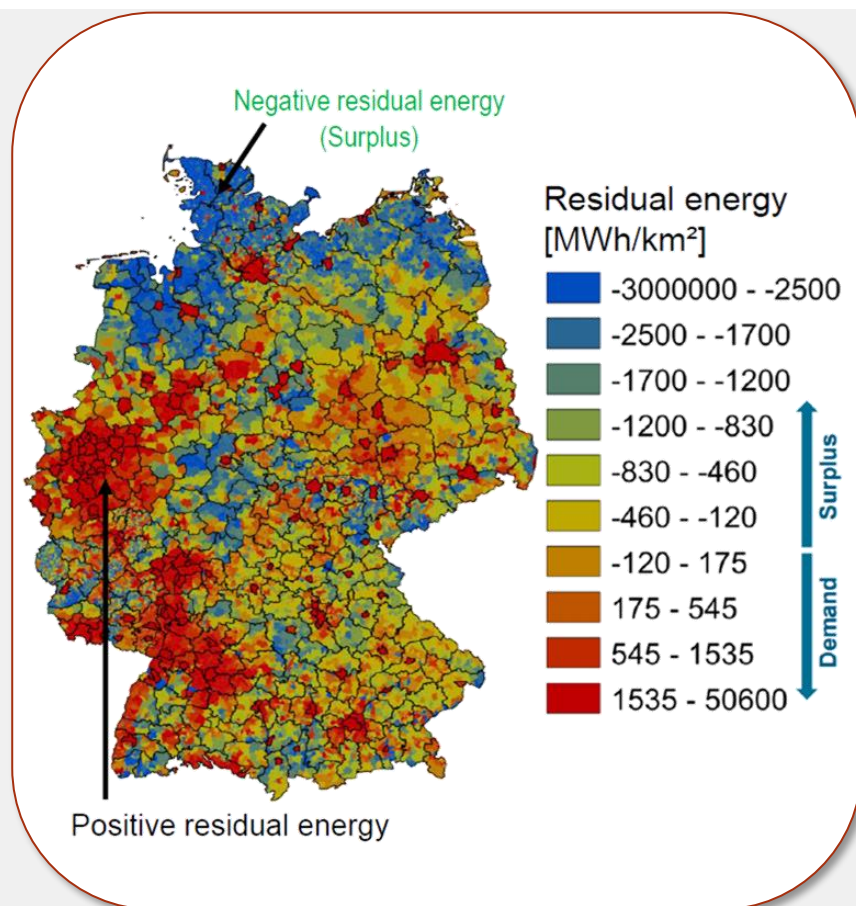 Negative residual energy
(Surplus)
Residual energy
[MWh/km²]
-3000000 - -2500
-2500 - -1700
-1700 - -1200
-1200 - -830
-830 - -460
-460 - -120
-120 - 175
175 - 545
545 - 1535
1535 - 50600
Surplus
Demand
Positive residual energy